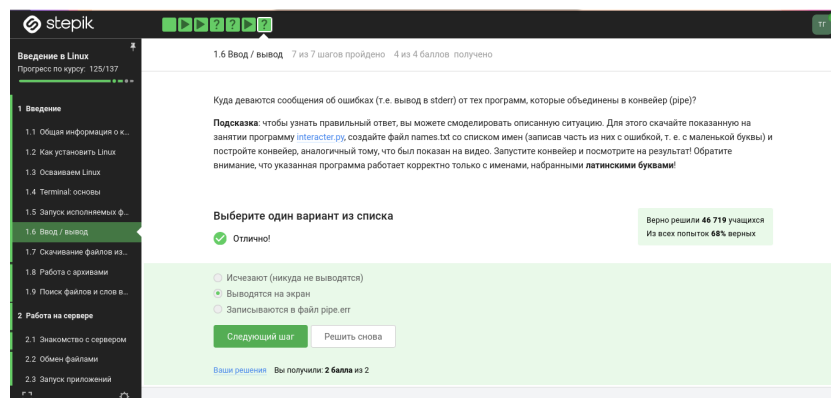 stepik
ТГ
Введение в Linux
Прогресс по курсу: 125/137
1 Введение
1.1 Общая информация о к...
1.2 Как установить Linux
1.3 Осваиваем Linux
1.4 Terminal: основы
1.5 Запуск исполняемых ф...
1.6 Ввод / вывод
1.7 Скачивание файлов из...
1.8 Работа с архивами
1.9 Поиск файлов и слов в...
2 Работа на сервере
2.1 Знакомство с сервером
2.2 Обмен файлами
2.3 Запуск приложений
1.6 Ввод / вывод 7 из 7 шагов пройдено 4 из 4 баллов получено
Куда деваются сообщения об ошибках (т.е. вывод в stderr) от тех программ, которые объединены в конвейер (pipe)?
Подсказка: чтобы узнать правильный ответ, вы можете смоделировать описанную ситуацию. Для этого скачайте показанную на
занятии программу interacter.py, создайте файл names.txt со списком имен (записав часть из них с ошибкой, т. е. с маленькой буквы) и
постройте конвейер, аналогичный тому, что был показан на видео. Запустите конвейер и посмотрите на результат! Обратите
внимание, что указанная программа работает корректно только с именами, набранными латинскими буквами!
Выберите один вариант из списка
Отлично!
Верно решили 46 719 учащихся
Из всех попыток 68% верных
Исчезают (никуда не выводятся)
Выводятся на экран
Записываются в файл pipe.err
Следующий шаг
Решить снова
Ваши решения Вы получили: 2 балла из 2